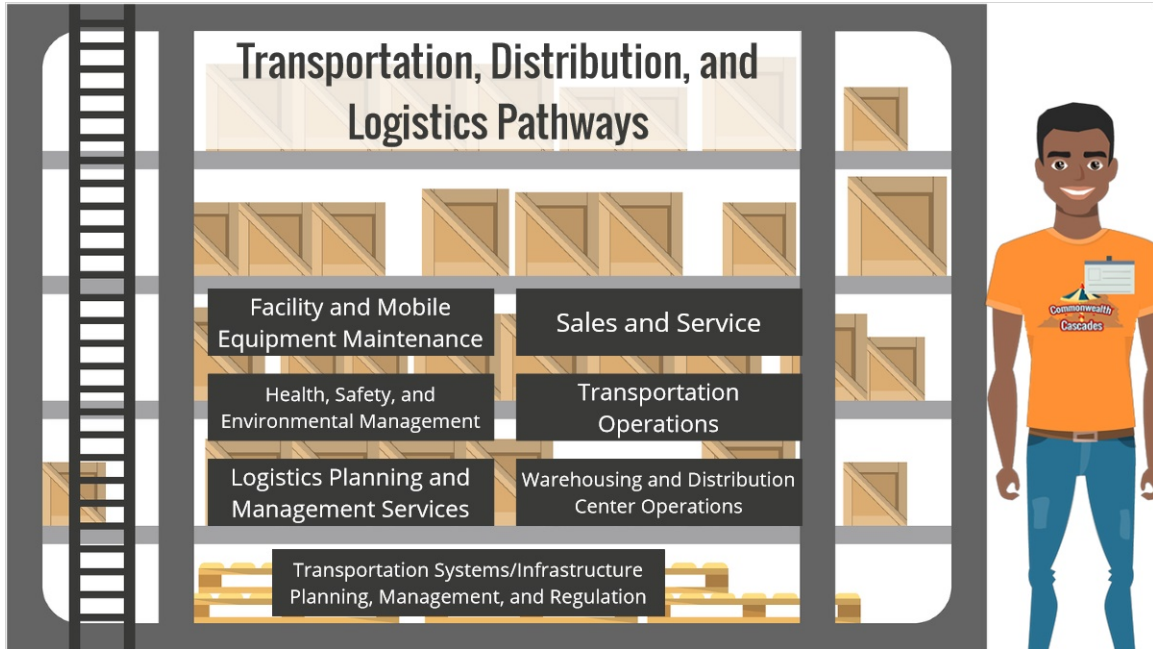 Transportation, Distribution, and
Logistics Pathways
Facility and Mobile
Equipment Maintenance
Sales and Service
Health, Safety, and
Environmental Management
Transportation
Operations
Logistics Planning and
Management Services
Warehousing and Distribution
Center Operations
Transportation Systems/Infrastructure
Planning, Management, and Regulation
Commonwealth
Cascades